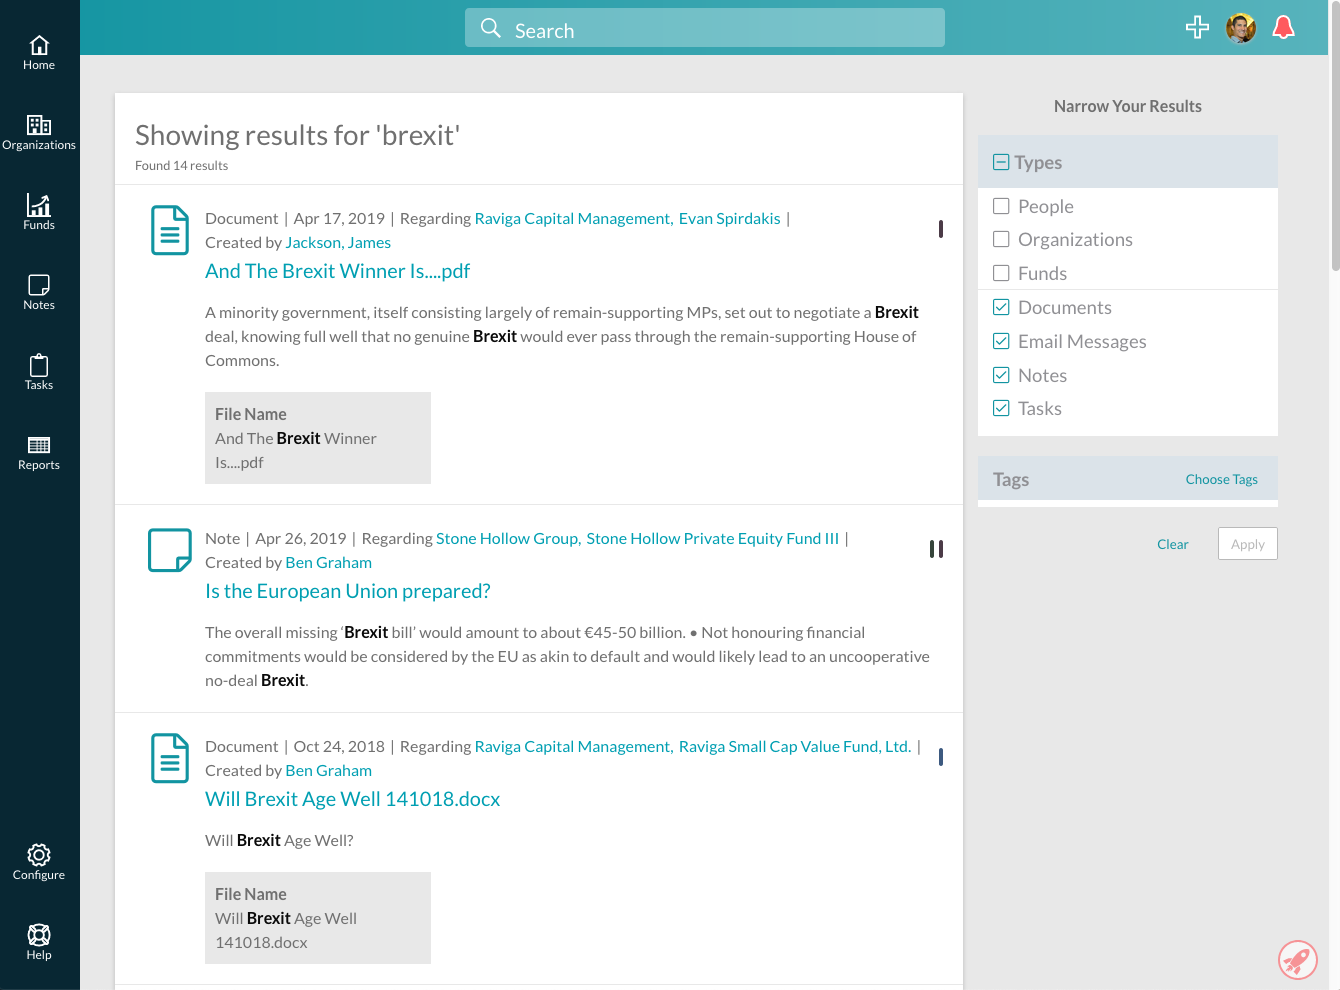 Home
Organizations
Funds
Notes
Tasks
Reports
Configure
Help
Search
Showing results for 'brexit'
Found 14 results
Document | Apr 17, 2019 | Regarding Raviga Capital Management, Evan Spirdakis |
Created by Jackson, James
And The Brexit Winner Is....pdf
A minority government, itself consisting largely of remain-supporting MPs, set out to negotiate a Brexit
deal, knowing full well that no genuine Brexit would ever pass through the remain-supporting House of
Commons.
File Name
And The Brexit Winner
Is....pdf
Note | Apr 26, 2019 | Regarding Stone Hollow Group, Stone Hollow Private Equity Fund III |
Created by Ben Graham
Is the European Union prepared?
The overall missing ‘Brexit bill’ would amount to about €45-50 billion. • Not honouring financial
commitments would be considered by the EU as akin to default and would likely lead to an uncooperative
no-deal Brexit.
Document | Oct 24, 2018 | Regarding Raviga Capital Management, Raviga Small Cap Value Fund, Ltd. |
Created by Ben Graham
Will Brexit Age Well 141018.docx
Will Brexit Age Well?
File Name
Will Brexit Age Well
141018.docx
Narrow Your Results
Types
People
Organizations
Funds
Documents
Email Messages
Notes
Tasks
Tags Choose Tags
Clear Apply